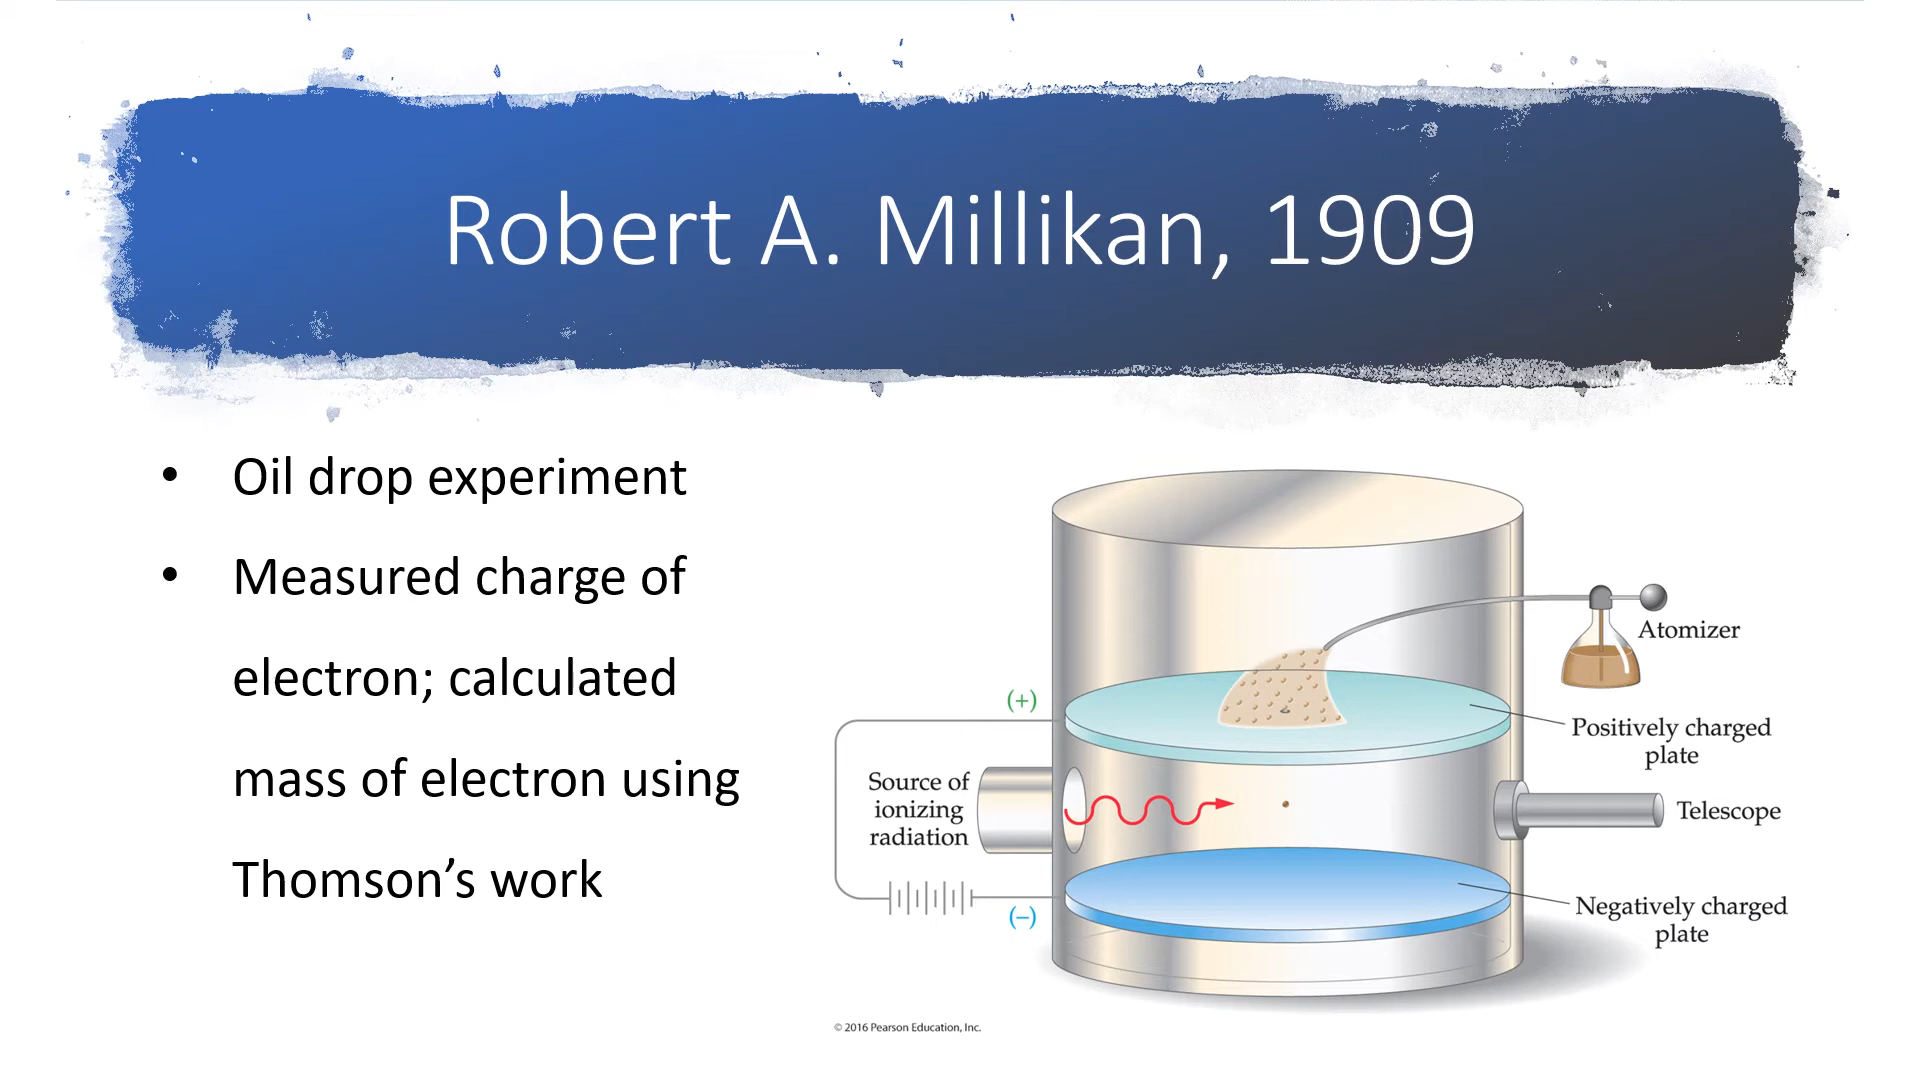 Robert A. Millikan, 1909
• Oil drop experiment
• Measured charge of
electron; calculated
mass of electron using
Thomson’s work
Atomizer
(+)
Positively charged
plate
Source of
ionizing
radiation
Telescope
(–)
Negatively charged
plate
© 2016 Pearson Education, Inc.